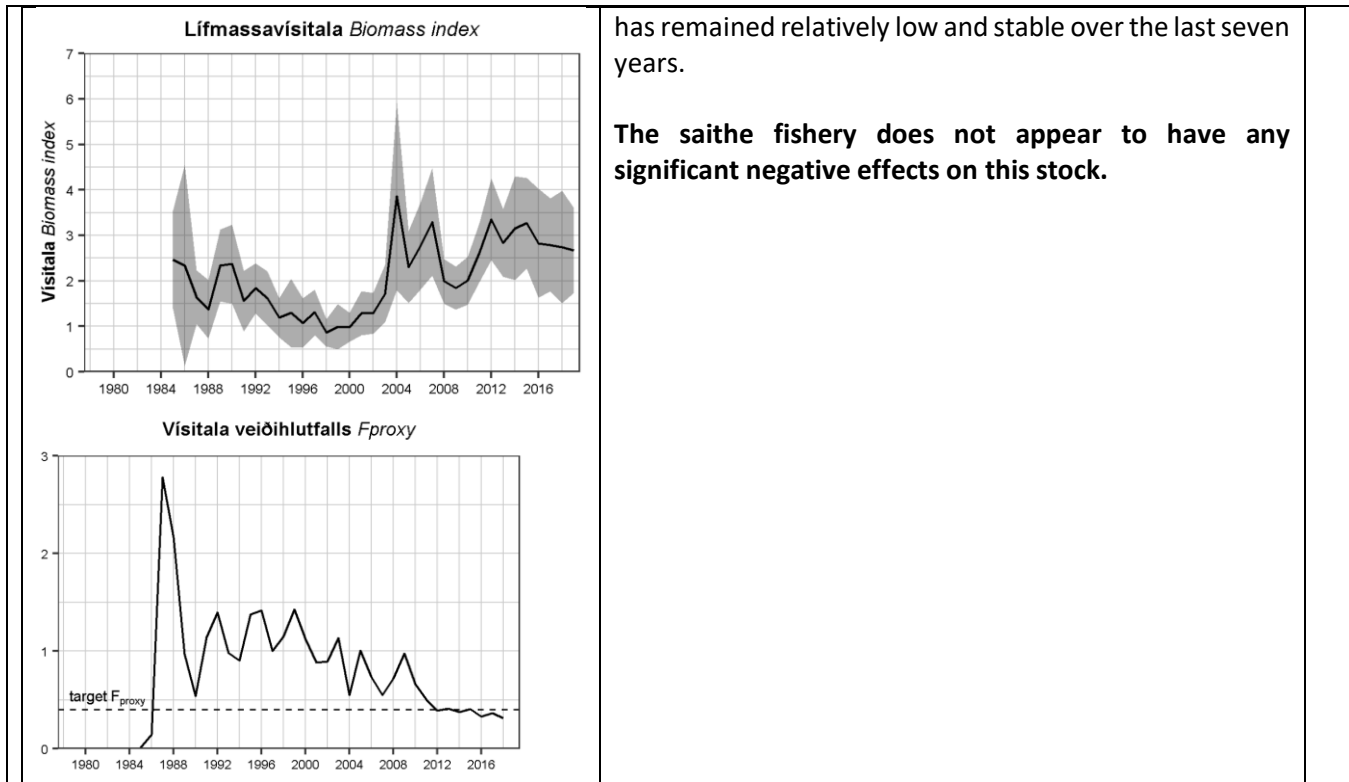 Lífmassavísitala Biomass index
7
6
5
4
3
2
1
0
Vísitala Biomass index
1980 1984 1988 1992 1996 2000 2004 2008 2012 2016
Vísitala veiðihlutfalls Fproxy
3
2
1
0
target Fproxy
1980 1984 1988 1992 1996 2000 2004 2008 2012 2016
has remained relatively low and stable over the last seven
years.
The saithe fishery does not appear to have any
significant negative effects on this stock.